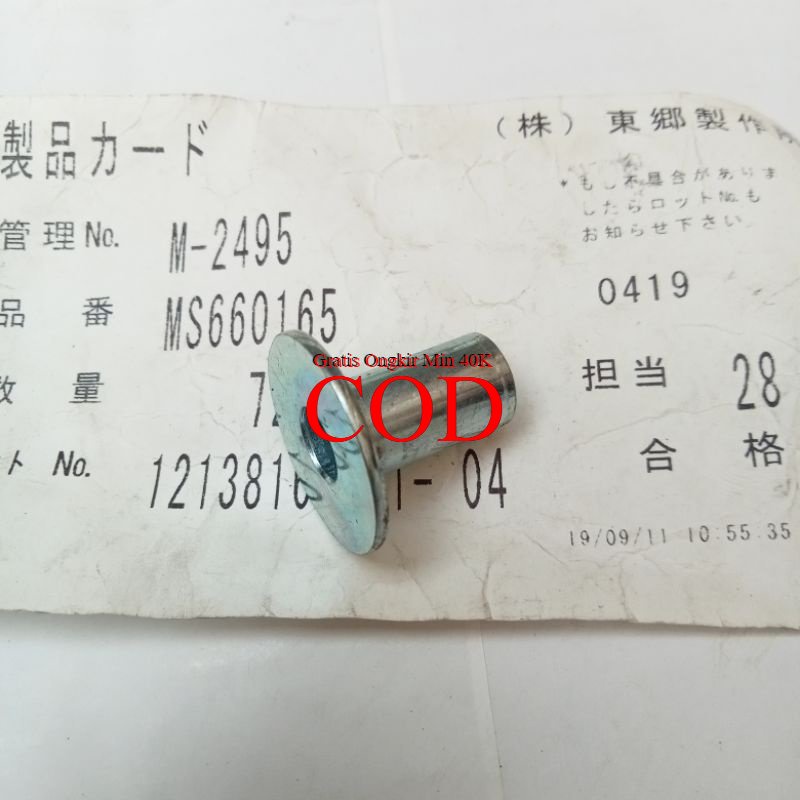 製品カード
(株) 東郷製作
* もし不具合がありま
したらロットNo.も
お知らせ下さい
管理No. M-2495
0419
品番 MS660165
Gratis Ongkir Min 40K
COD
数量
担当 28
ト No. 1213816
- 04
合格
19/09/11 10:55:35